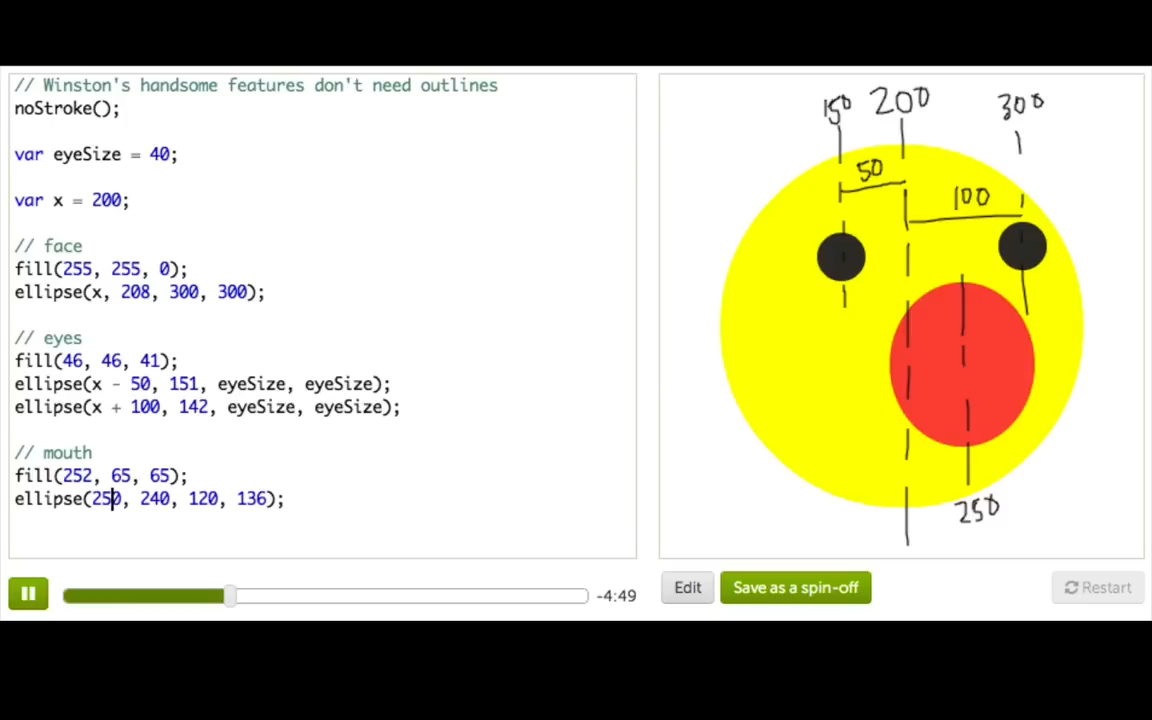 // Winston's handsome features don't need outlines
noStroke();
var eyeSize = 40;
var x = 200;
// face
fill(255, 255, 0);
ellipse(x, 208, 300, 300);
// eyes
fill(46, 46, 41);
ellipse(x - 50, 151, eyeSize, eyeSize);
ellipse(x + 100, 142, eyeSize, eyeSize);
// mouth
fill(252, 65, 65);
ellipse(250, 240, 120, 136);
150 200 300
50
100
250
-4:49
Edit
Save as a spin-off
Restart